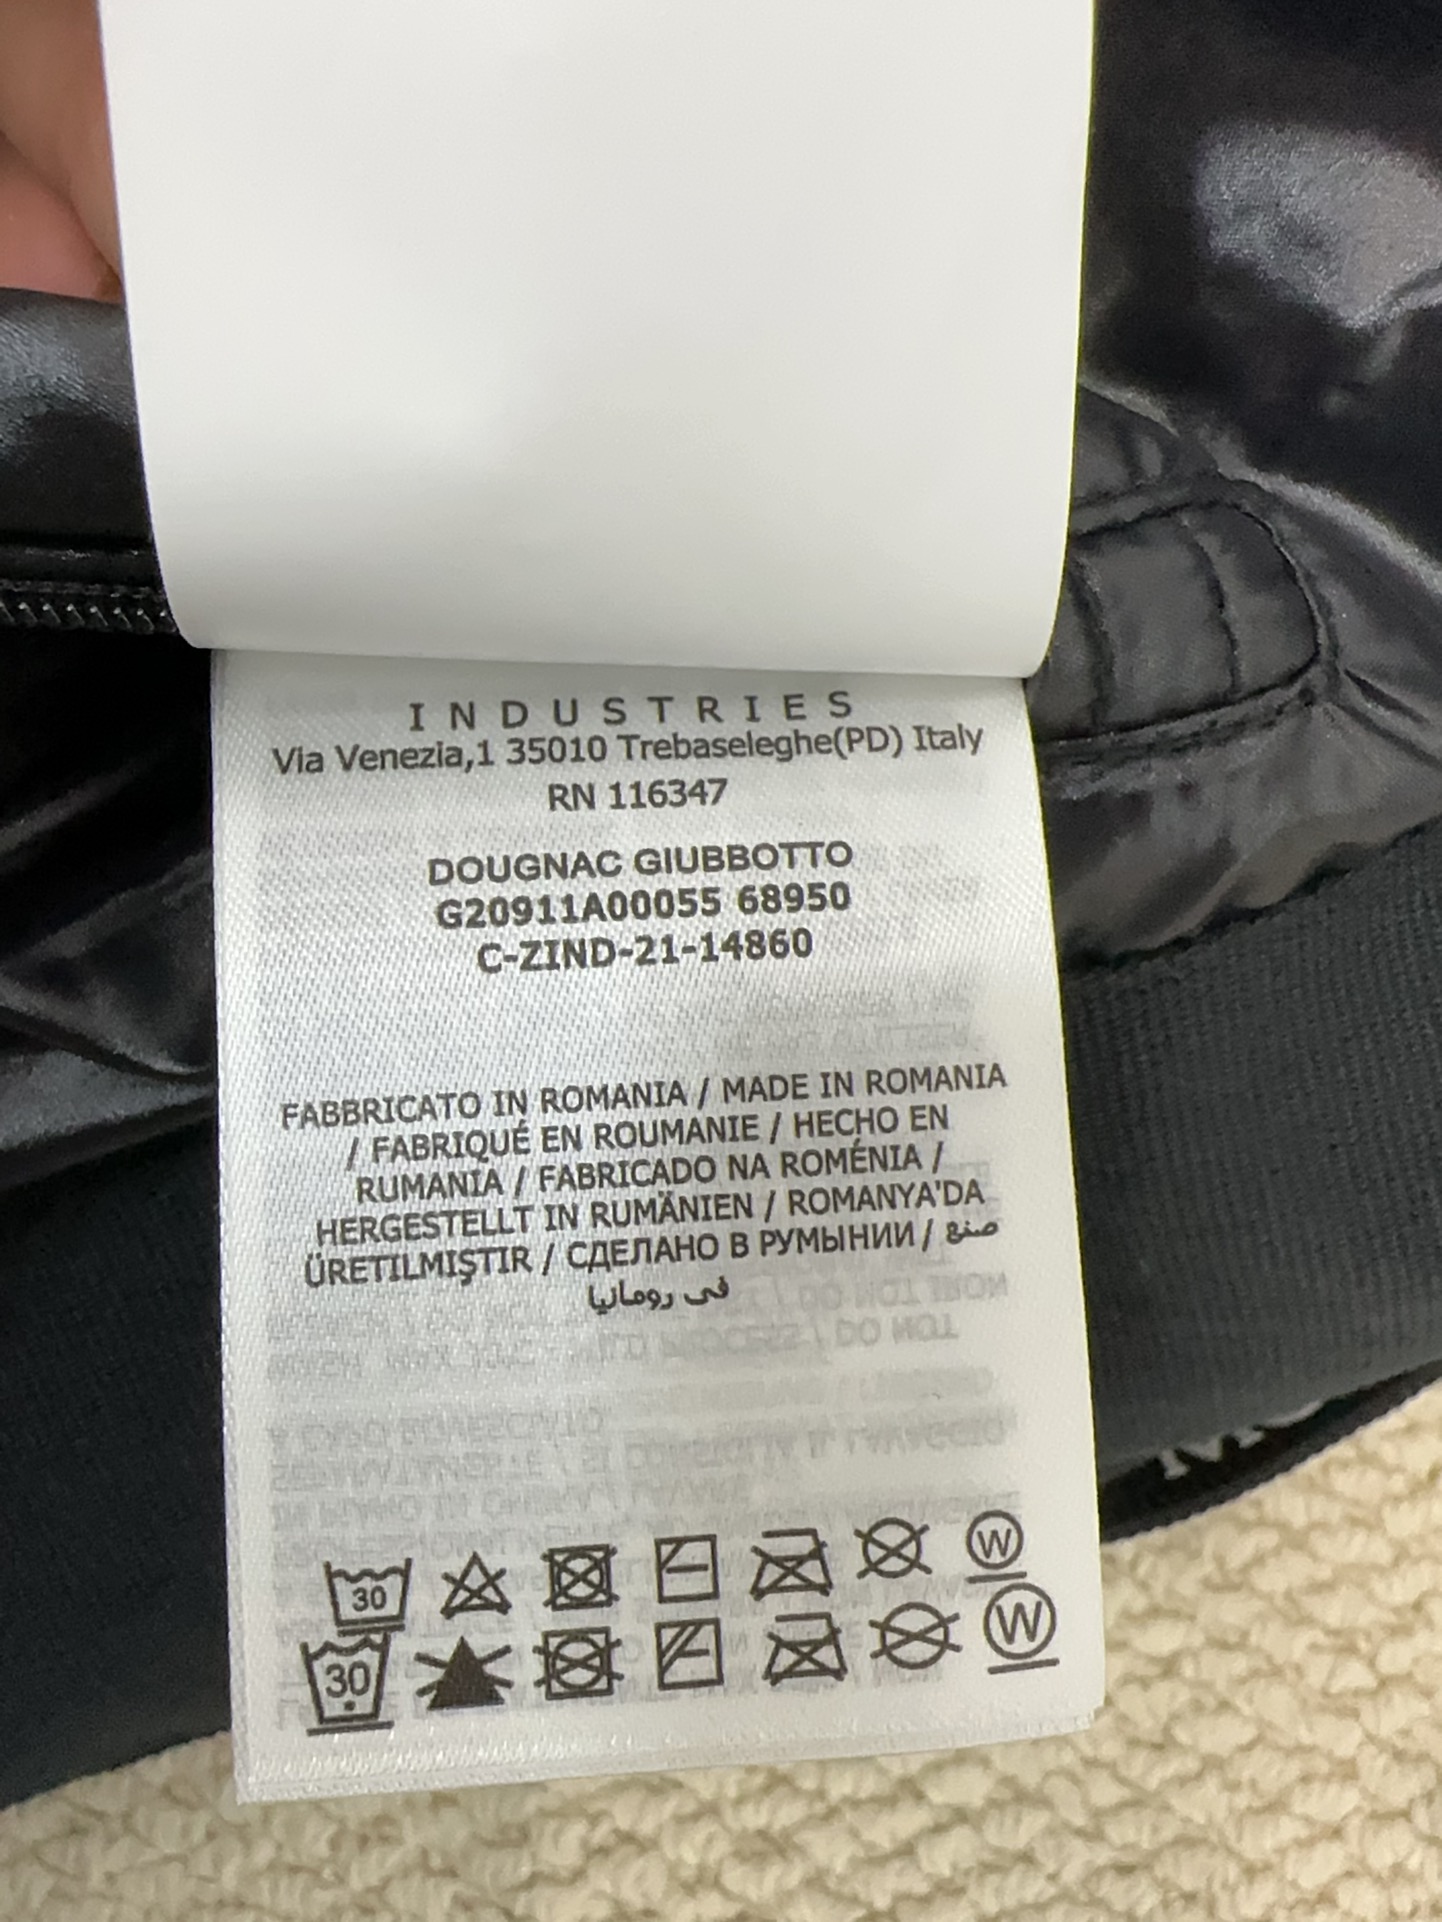 INDUSTRIES
Via Venezia,1 35010 Trebaseleghe(PD) Italy
RN 116347
DOUGNAC GIUBBOTTO
G20911A00055 68950
C-ZIND-21-14860
FABBRICATO IN ROMANIA / MADE IN ROMANIA
/ FABRIQUÉ EN ROUMANIE / HECHO EN
RUMANIA / FABRICADO NA ROMÉNIA /
HERGESTELLT IN RUMÄNIEN / ROMANYA'DA
ÜRETILMIŞTIR / СДЕЛАНО В РУМЫНИИ / صنع
فى رومانيا
30 W
30 W